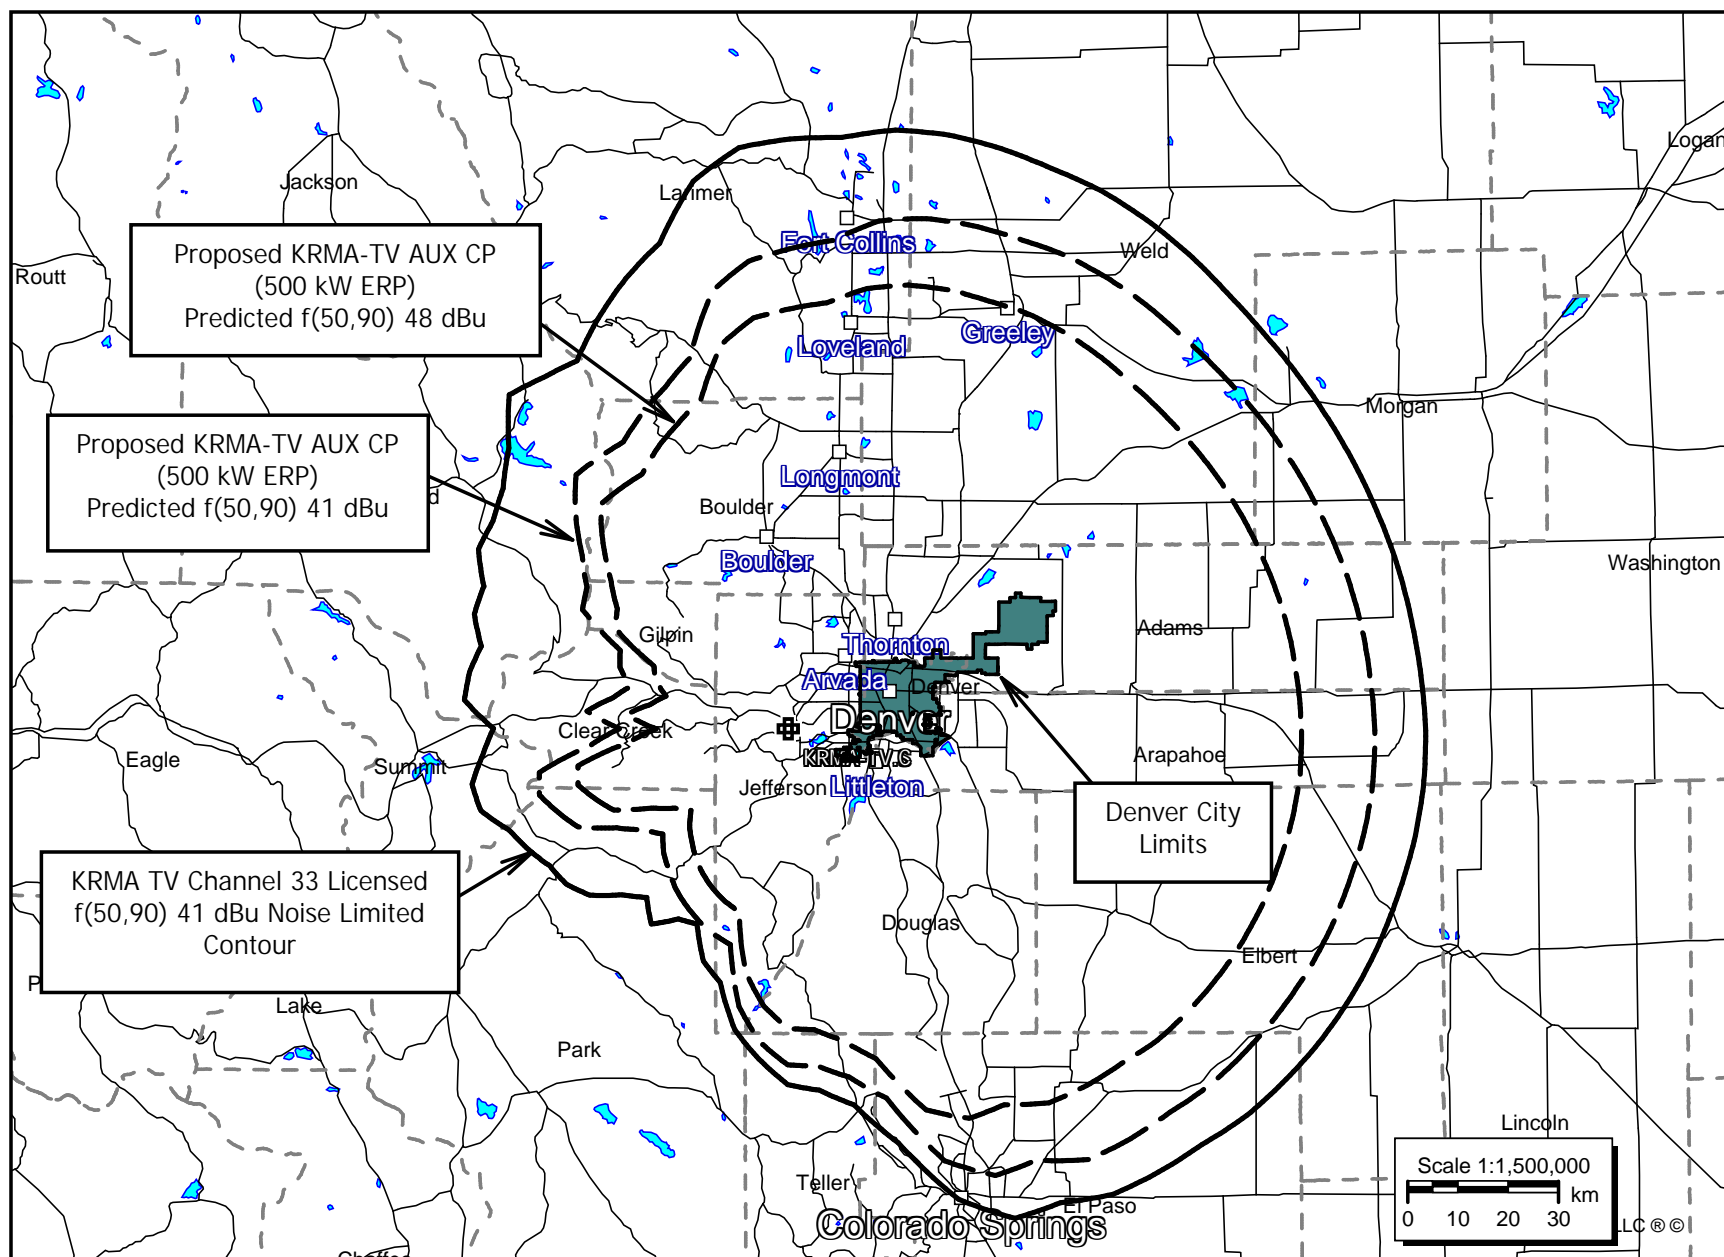 Logan
Jackson
Larimer
Proposed KRMA-TV AUX CP
(500 kW ERP)
Predicted f(50,90) 48 dBu
Fort Collins
Weld
Routt
Greeley
Loveland
Morgan
Proposed KRMA-TV AUX CP
(500 kW ERP)
Predicted f(50,90) 41 dBu
d
Longmont
Boulder
Boulder
Washington
Gilpin
Thornton
Adams
Arvada
Denver
Denver
Clear Creek
KRMA-TV.C
Eagle
Summit
Arapahoe
Jefferson
Littleton
Denver City
Limits
KRMA TV Channel 33 Licensed
f(50,90) 41 dBu Noise Limited
Contour
Douglas
Elbert
P
Lake
Park
Lincoln
Teller
El Paso
Colorado Springs
Scale 1:1,500,000
km
0 10 20 30
LLC ® ©